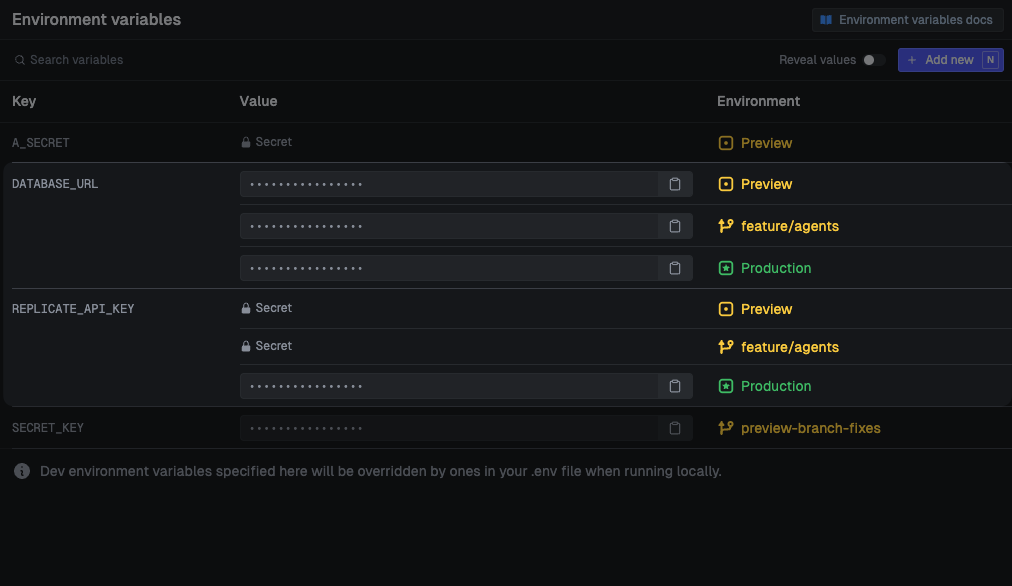 Environment variables
Environment variables docs
Search variables
Reveal values
+ Add new N
Key Value Environment
A_SECRET Secret Preview
DATABASE_URL •••••••••••••••• Preview
•••••••••••••••• feature/agents
•••••••••••••••• Production
REPLICATE_API_KEY Secret Preview
Secret feature/agents
•••••••••••••••• Production
SECRET_KEY •••••••••••••••• preview-branch-fixes
Dev environment variables specified here will be overridden by ones in your .env file when running locally.